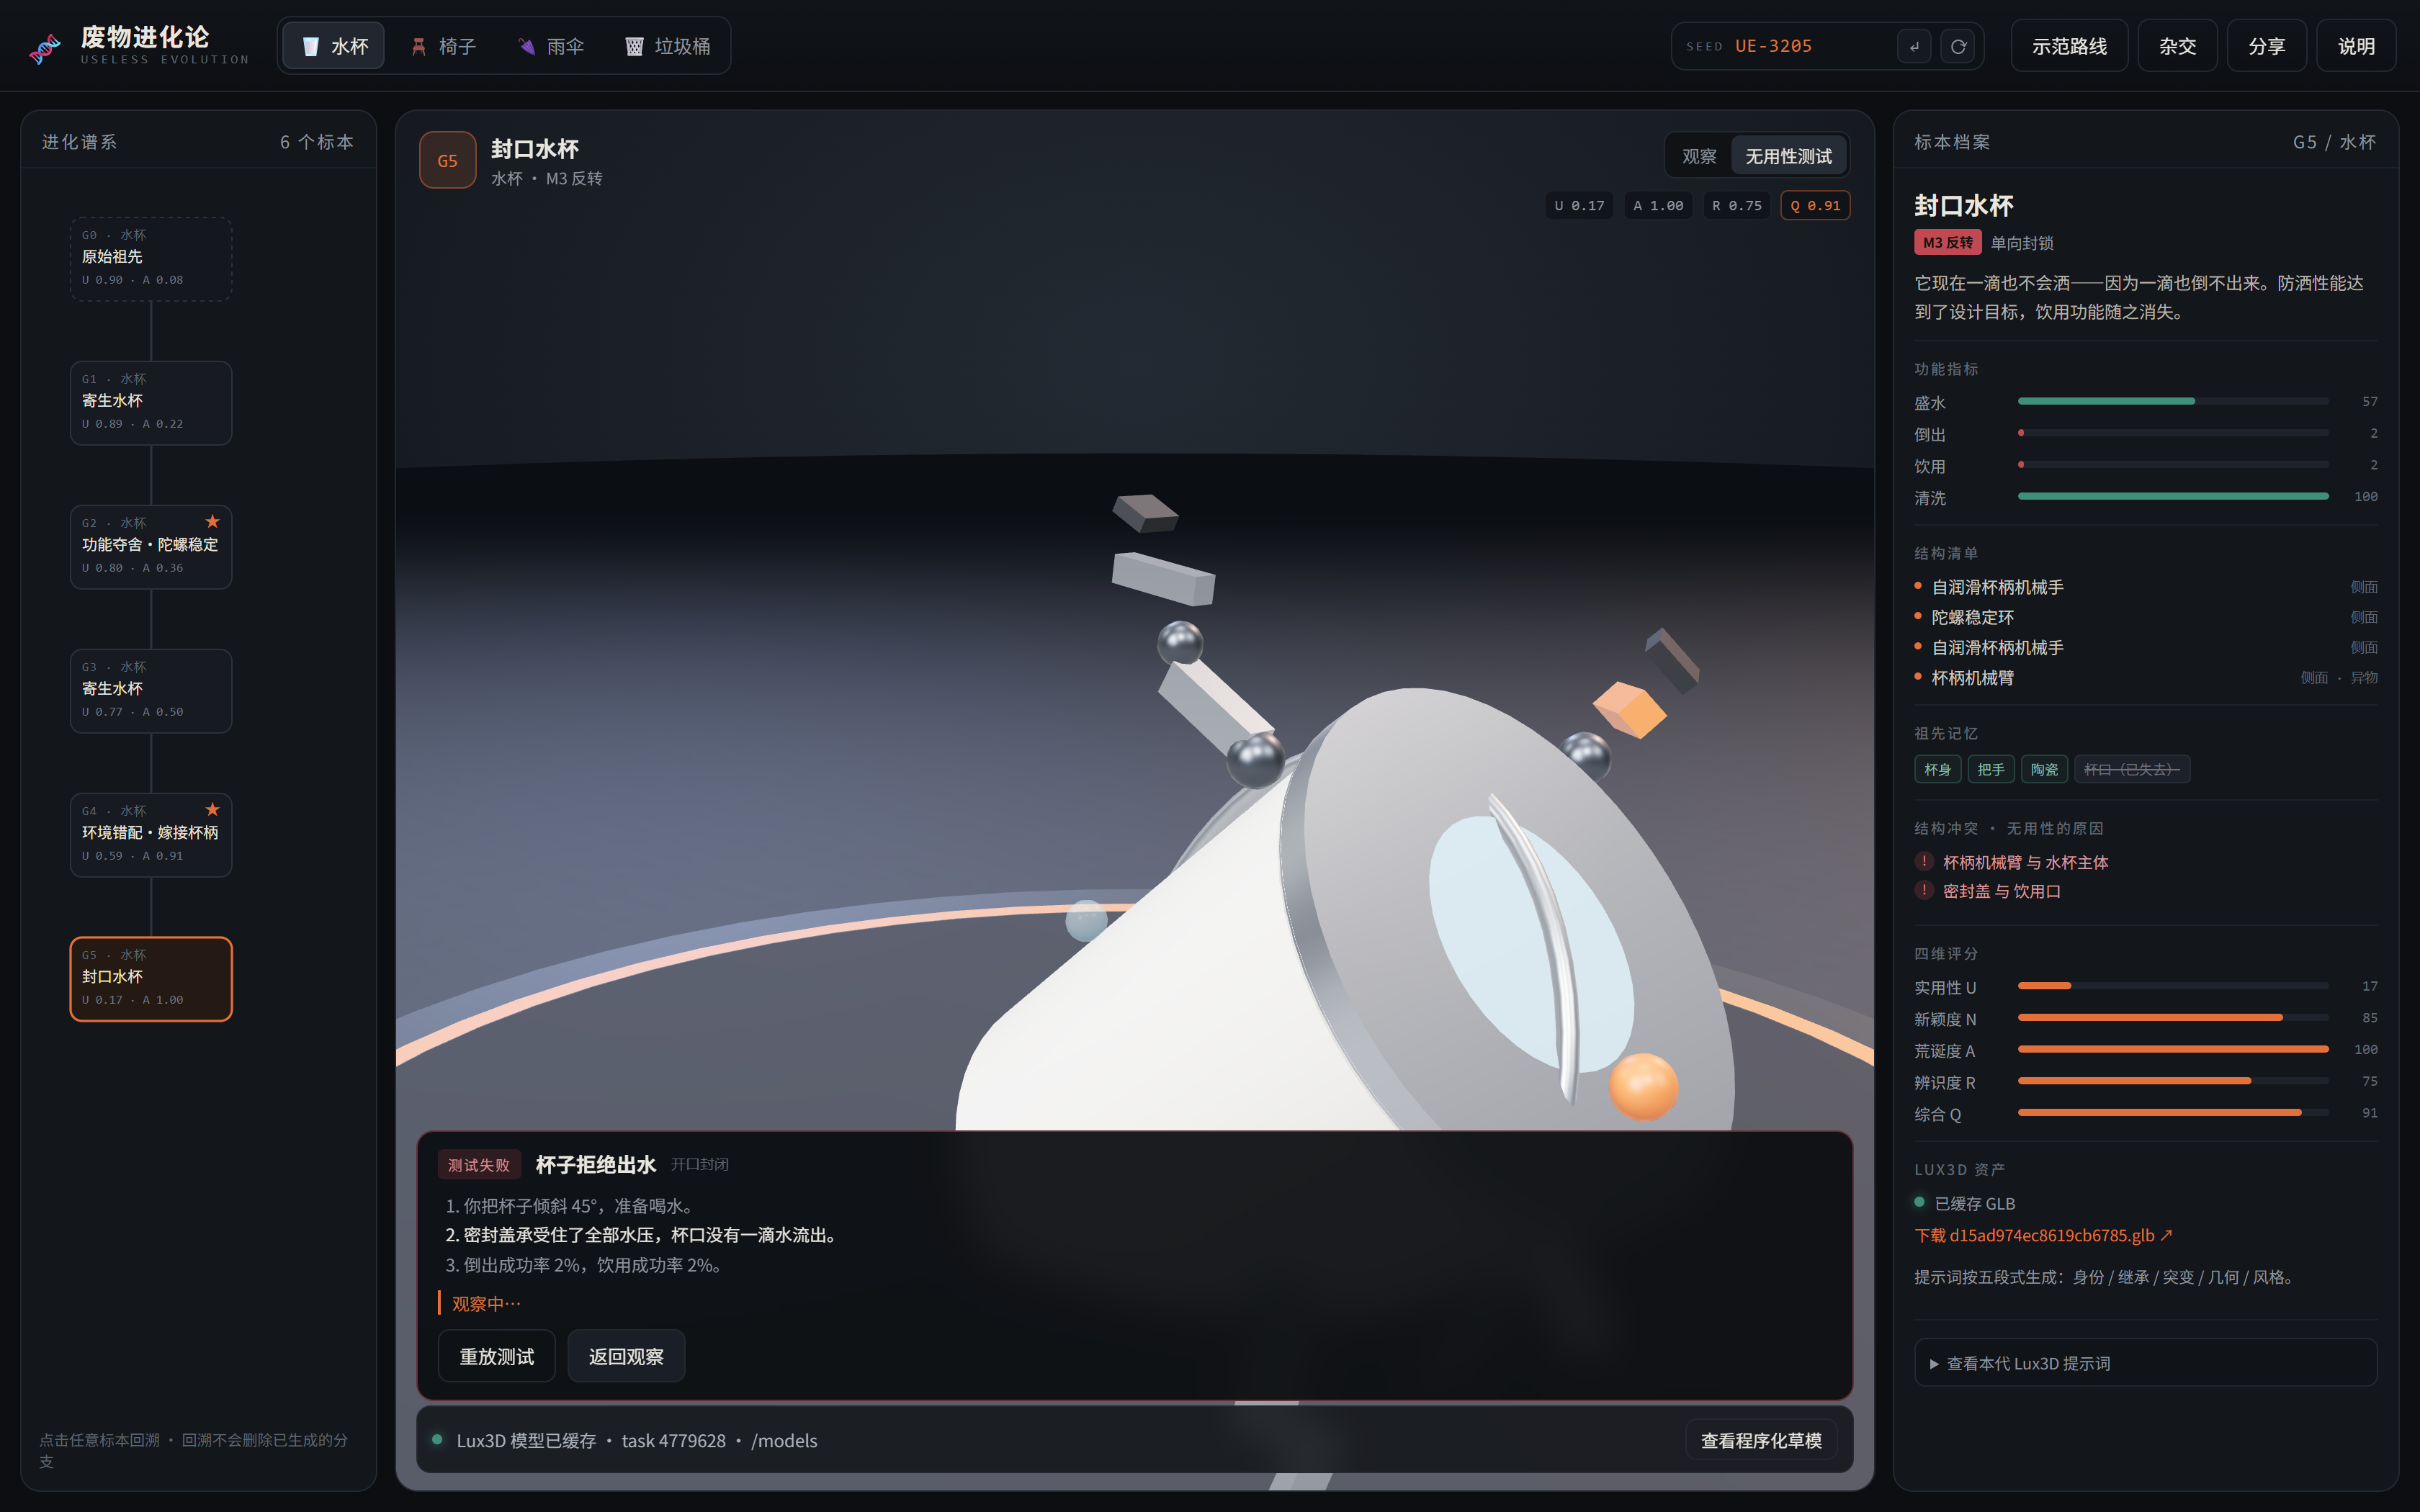 废物进化论
USELESS EVOLUTION
水杯
椅子
雨伞
垃圾桶
SEED UE-3205
示范路线
杂交
分享
说明
进化谱系
6 个标本
G0 · 水杯
原始祖先
U 0.90 · A 0.08
G1 · 水杯
寄生水杯
U 0.89 · A 0.22
G2 · 水杯
功能夺舍·陀螺稳定
U 0.80 · A 0.36
G3 · 水杯
寄生水杯
U 0.77 · A 0.50
G4 · 水杯
环境错配·嫁接杯柄
U 0.59 · A 0.91
G5 · 水杯
封口水杯
U 0.17 · A 1.00
点击任意标本回溯 · 回溯不会删除已生成的分
支
G5
封口水杯
水杯 · M3 反转
观察
无用性测试
U 0.17
A 1.00
R 0.75
Q 0.91
测试失败 杯子拒绝出水 开口封闭
1. 你把杯子倾斜 45°，准备喝水。
2. 密封盖承受住了全部水压，杯口没有一滴水流出。
3. 倒出成功率 2%，饮用成功率 2%。
观察中…
重放测试
返回观察
Lux3D 模型已缓存 · task 4779628 · /models
查看程序化草模
标本档案
G5 / 水杯
封口水杯
M3 反转 单向封锁
它现在一滴也不会洒——因为一滴也倒不出来。防洒性能达
到了设计目标，饮用功能随之消失。
功能指标
盛水 57
倒出 2
饮用 2
清洗 100
结构清单
自润滑杯柄机械手 侧面
陀螺稳定环 侧面
自润滑杯柄机械手 侧面
杯柄机械臂 侧面 · 异物
祖先记忆
杯身
把手
陶瓷
杯口（已失去）
结构冲突 · 无用性的原因
! 杯柄机械臂 与 水杯主体
! 密封盖 与 饮用口
四维评分
实用性 U 17
新颖度 N 85
荒诞度 A 100
辨识度 R 75
综合 Q 91
LUX3D 资产
已缓存 GLB
下载 d15ad974ec8619cb6785.glb ↗
提示词按五段式生成：身份 / 继承 / 突变 / 几何 / 风格。
▶ 查看本代 Lux3D 提示词